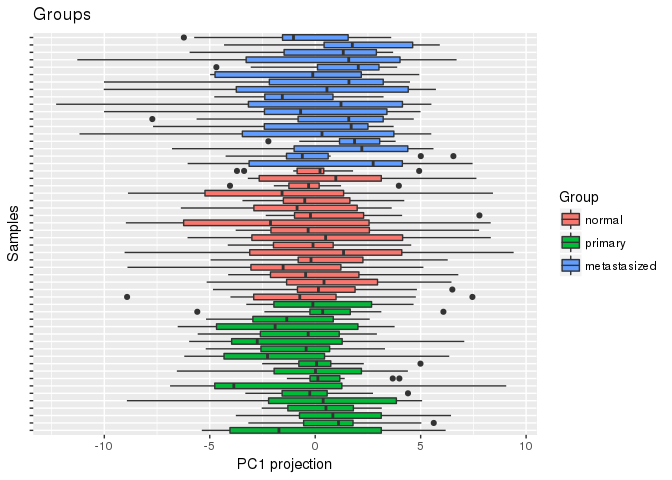 Groups
Samples
-10
-5
0
5
10
PC1 projection
Group
normal
primary
metastasized